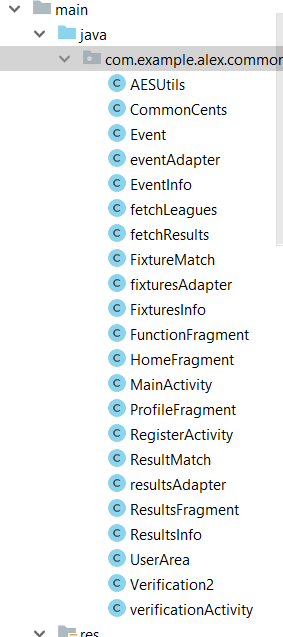 main
java
com.example.alex.common
AESUtils
CommonCents
Event
eventAdapter
EventInfo
fetchLeagues
fetchResults
FixtureMatch
fixturesAdapter
FixturesInfo
FunctionFragment
HomeFragment
MainActivity
ProfileFragment
RegisterActivity
ResultMatch
resultsAdapter
ResultsFragment
ResultsInfo
UserArea
Verification2
verificationActivity
res